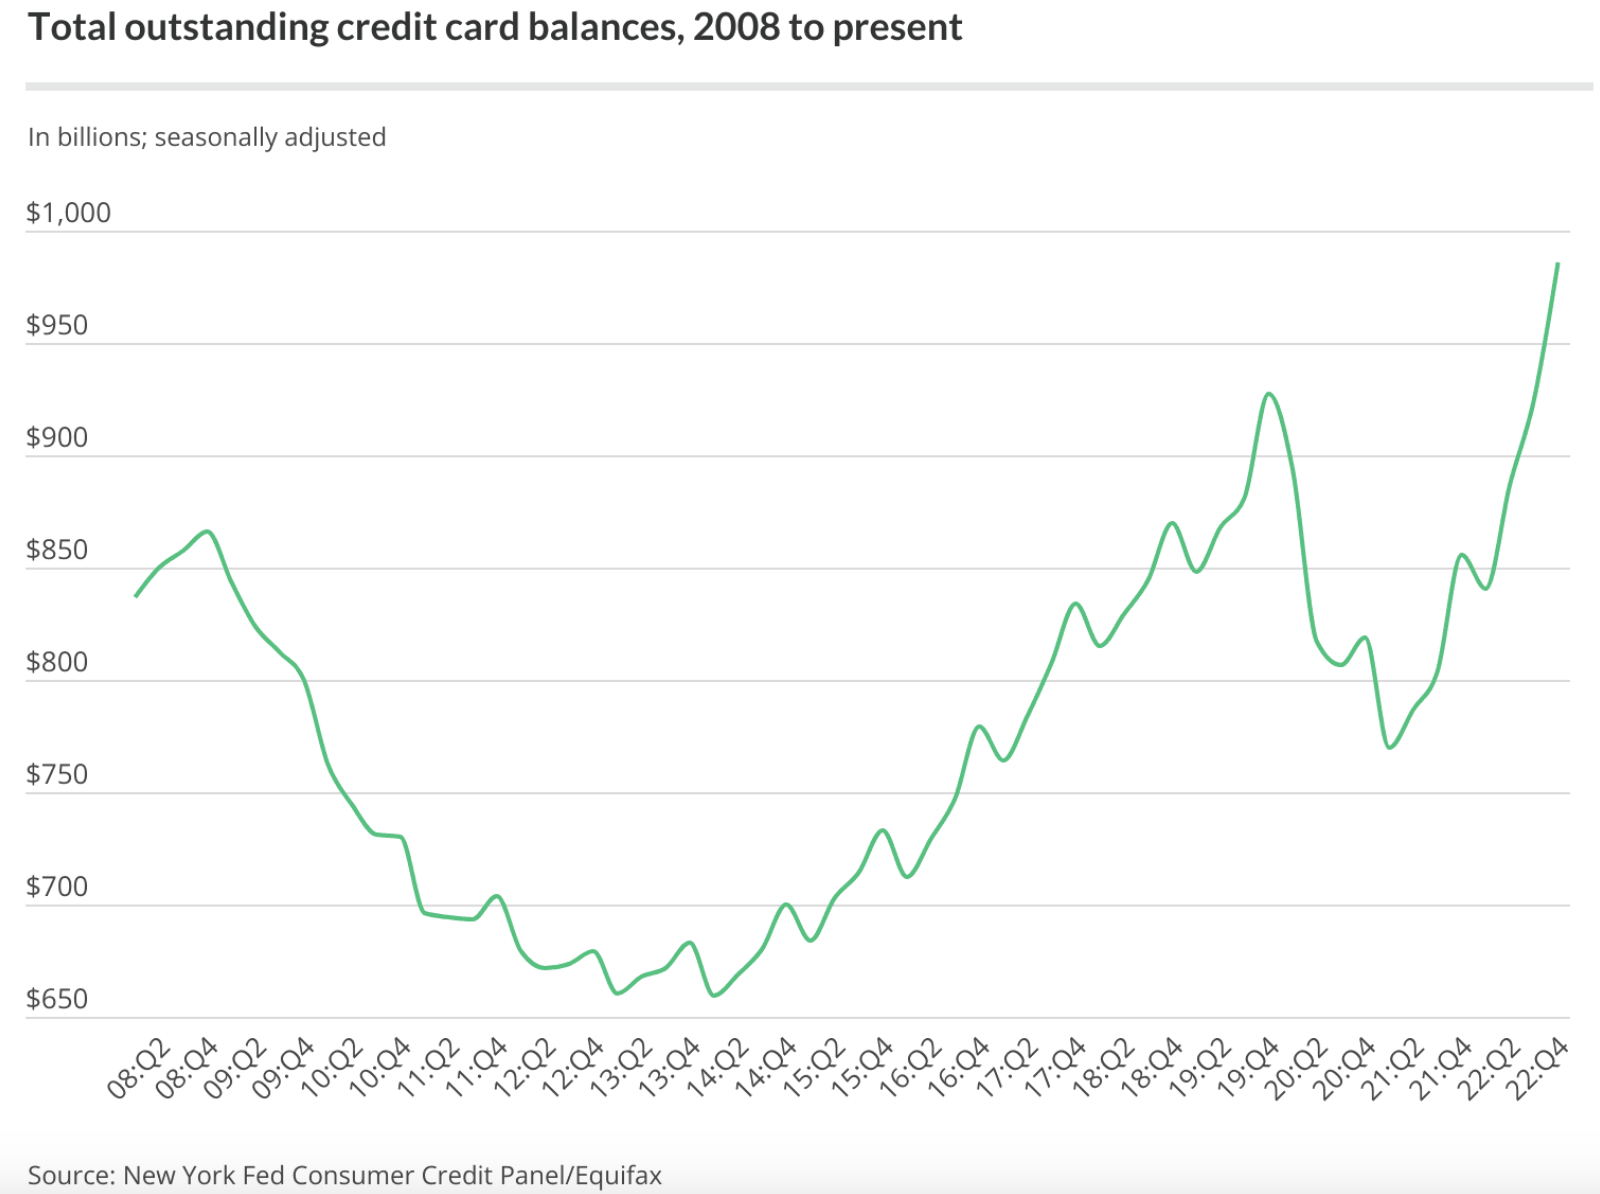 Total outstanding credit card balances, 2008 to present
In billions; seasonally adjusted
$1,000
$950
$900
$850
$800
$750
$700
$650
08:Q2
08:Q4
09:Q2
09:Q4
10:Q2
10:Q4
11:Q2
11:Q4
12:Q2
12:Q4
13:Q2
13:Q4
14:Q2
14:Q4
15:Q2
15:Q4
16:Q2
16:Q4
17:Q2
17:Q4
18:Q2
18:Q4
19:Q2
19:Q4
20:Q2
20:Q4
21:Q2
21:Q4
22:Q2
22:Q4
Source: New York Fed Consumer Credit Panel/Equifax